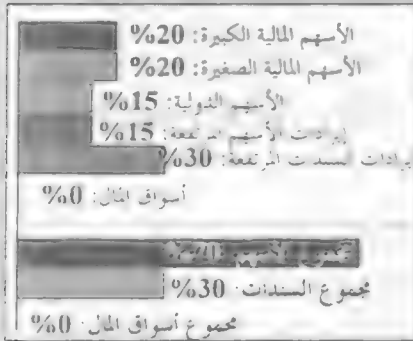 الأسهم المالية الكبيرة: 20%
الأسهم المالية الصغيرة: 20%
الأسهم الدولية: 15%
إيرادات الأسهم المرتفعة: 15%
إيرادات السندات المرتفعة: 30%
أسواق المال: 0%
مجموع السندات: 30%
مجموع أسواق المال: 0%